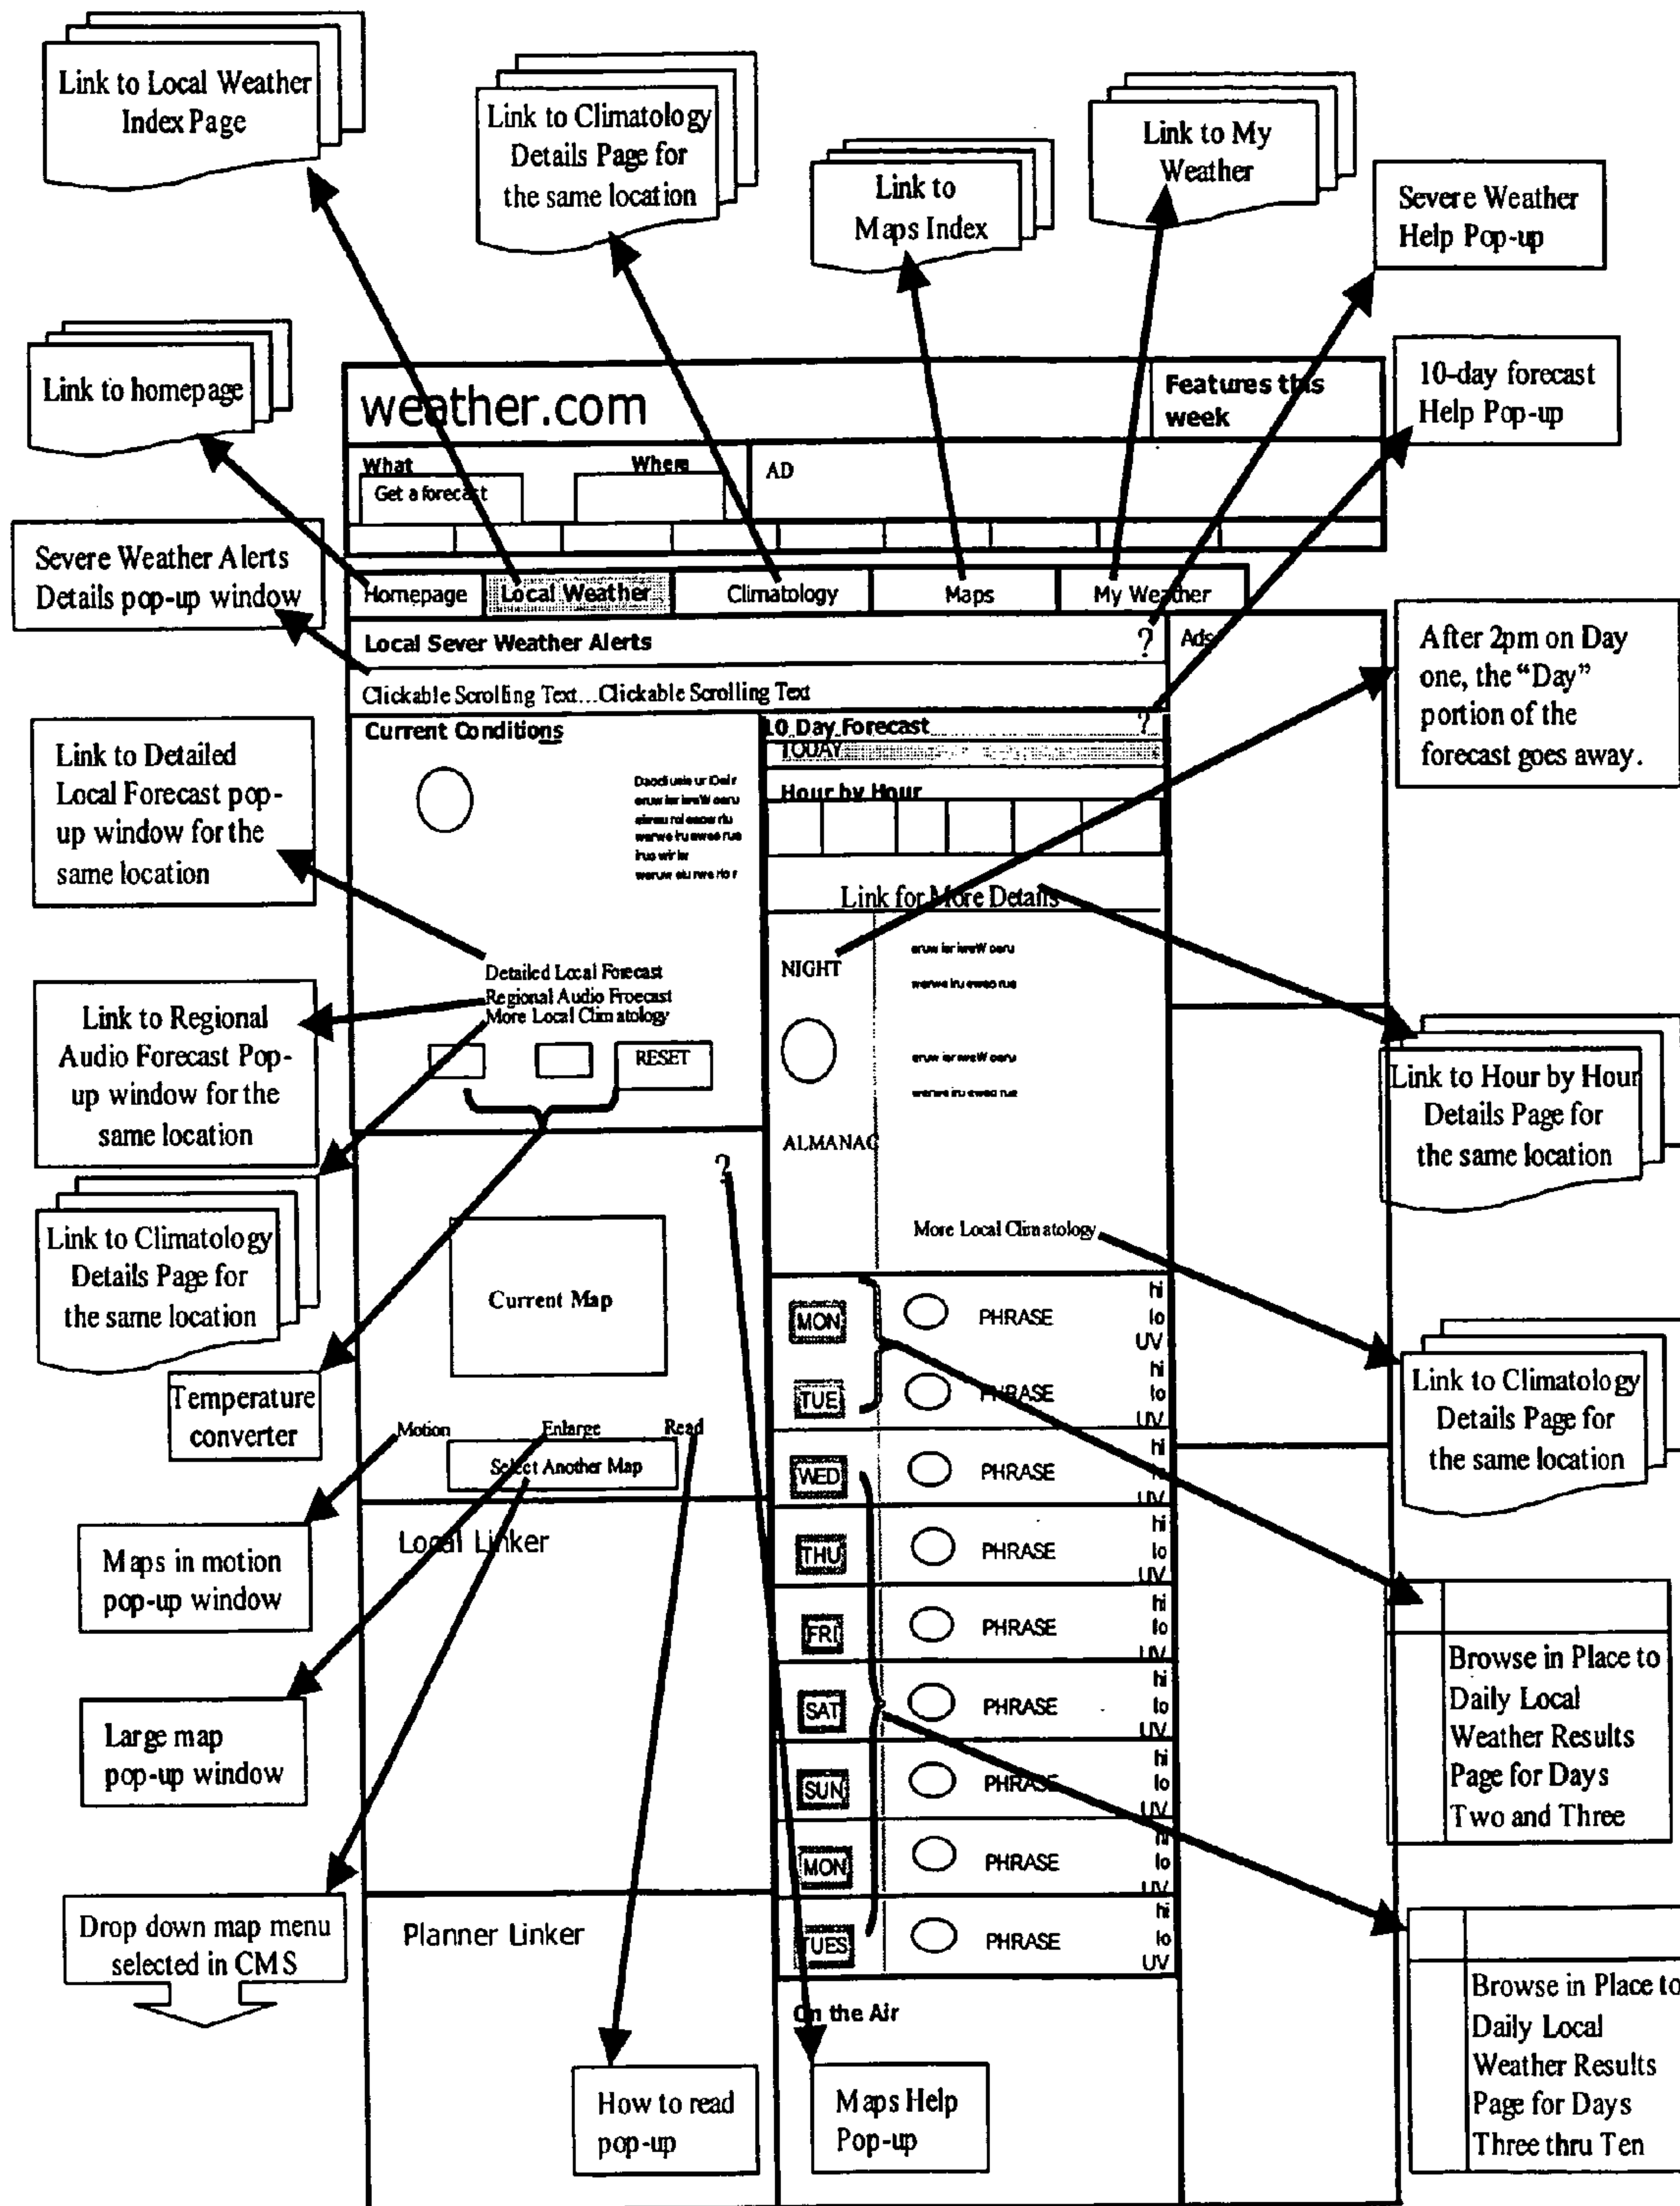 Link to Local Weather
Index Page
Link to Climatology
Details Page for
the same location
Link to
Maps Index
Link to My
Weather
Severe Weather
Help Pop-up
Link to homepage
10-day forecast
Help Pop-up
weather.com
Features this
week
What
Where
Get a forecast
AD
Severe Weather Alerts
Details pop-up window
Homepage
Local Weather
Climatology
Maps
My Weather
Local Sever Weather Alerts
?
Ads
Clickable Scrolling Text...Clickable Scrolling Text
After 2pm on Day
one, the “Day”
portion of the
forecast goes away.
Current Conditions
10 Day Forecast
?
TODAY
Hour by Hour
Link for More Details
Link to Detailed
Local Forecast pop-
up window for the
same location
Detailed Local Forecast
Regional Audio Froecast
More Local Climatology
RESET
NIGHT
ALMANAC
More Local Climatology
Link to Regional
Audio Forecast Pop-
up window for the
same location
Link to Hour by Hour
Details Page for
the same location
Link to Climatology
Details Page for
the same location
?
Current Map
Temperature
converter
Motion
Enlarge
Read
Select Another Map
Link to Climatology
Details Page for
the same location
MON
PHRASE
hi
lo
UV
TUE
PHRASE
hi
lo
UV
WED
PHRASE
hi
lo
UV
THU
PHRASE
hi
lo
UV
FRI
PHRASE
hi
lo
UV
SAT
PHRASE
hi
lo
UV
SUN
PHRASE
hi
lo
UV
MON
PHRASE
hi
lo
UV
TUES
PHRASE
hi
lo
UV
Maps in motion
pop-up window
Local Linker
Large map
pop-up window
Browse in Place to
Daily Local
Weather Results
Page for Days
Two and Three
Drop down map menu
selected in CMS
Planner Linker
On the Air
How to read
pop-up
Maps Help
Pop-up
Browse in Place to
Daily Local
Weather Results
Page for Days
Three thru Ten